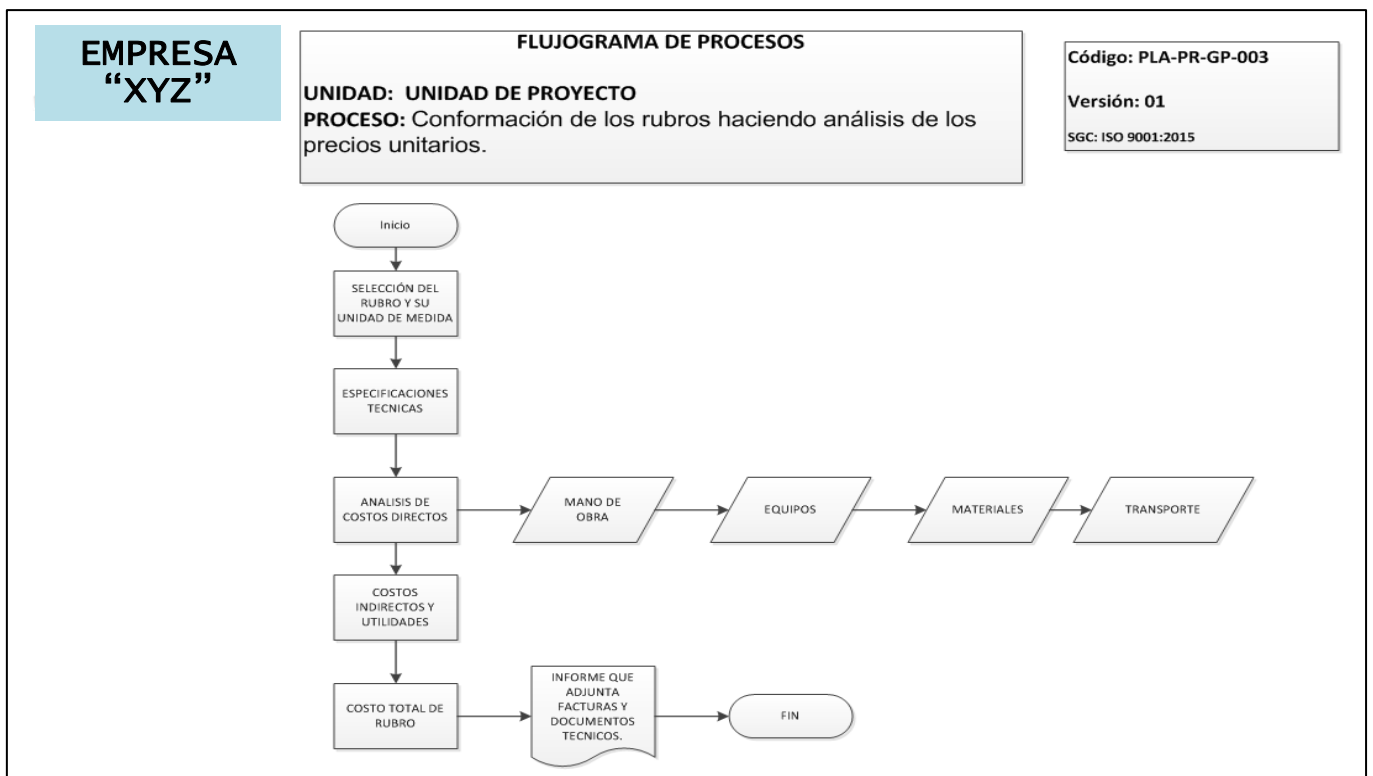 EMPRESA
“XYZ”
FLUJOGRAMA DE PROCESOS
UNIDAD: UNIDAD DE PROYECTO
PROCESO: Conformación de los rubros haciendo análisis de los
precios unitarios.
Código: PLA-PR-GP-003
Versión: 01
SGC: ISO 9001:2015
Inicio
SELECCIÓN DEL
RUBRO Y SU
UNIDAD DE MEDIDA
ESPECIFICACIONES
TECNICAS
ANALISIS DE
COSTOS DIRECTOS
MANO DE
OBRA
EQUIPOS
MATERIALES
TRANSPORTE
COSTOS
INDIRECTOS Y
UTILIDADES
COSTO TOTAL DE
RUBRO
INFORME QUE
ADJUNTA
FACTURAS Y
DOCUMENTOS
TECNICOS.
FIN